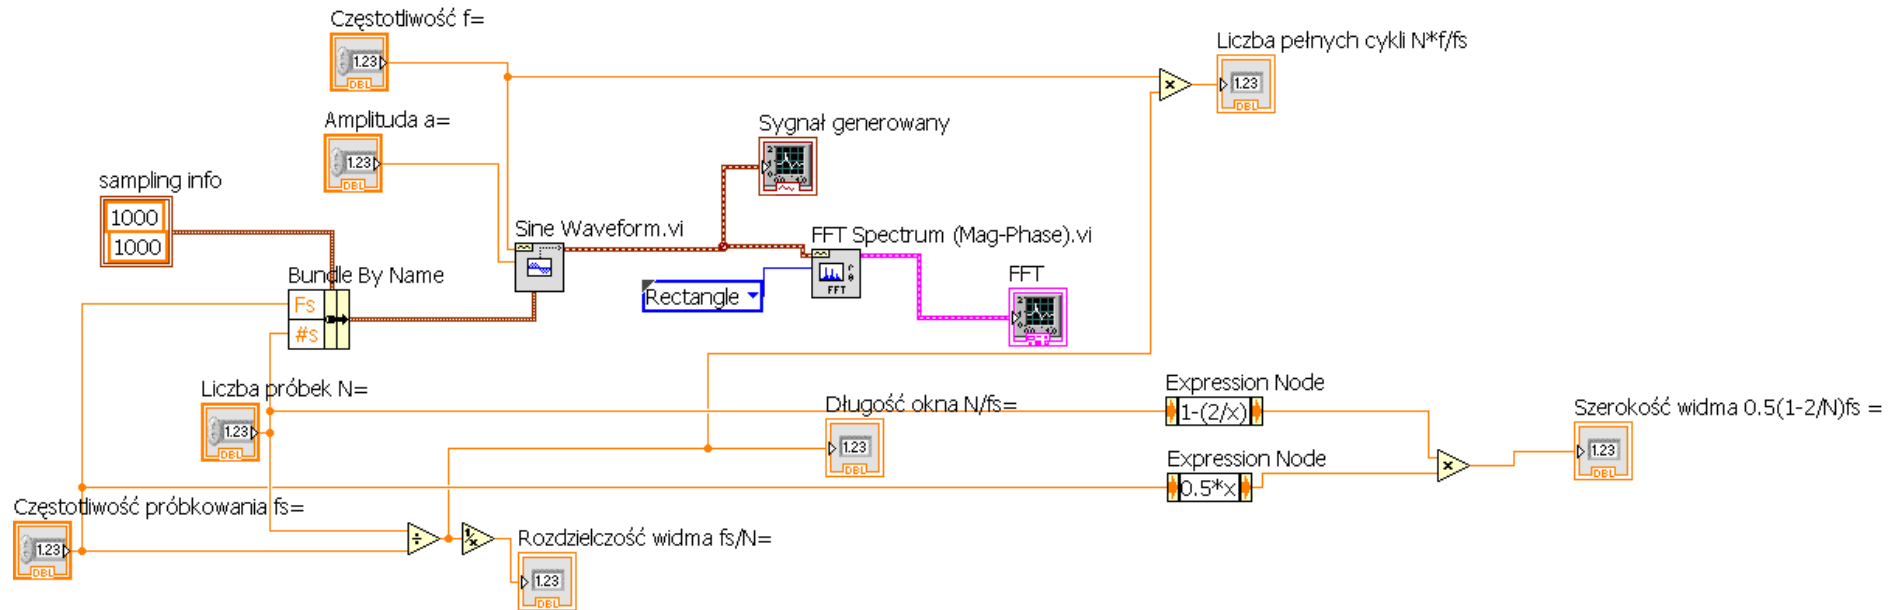 Częstotliwość f=
1.23
DBL
Liczba pełnych cykli N*f/fs
1.23
DBL
Amplituda a=
1.23
DBL
Sygnał generowany
sampling info
1000
1000
Sine Waveform.vi
FFT Spectrum (Mag-Phase).vi
FFT
Bundle By Name
Fs
#s
Rectangle
FFT
Liczba próbek N=
1.23
DBL
Długość okna N/fs=
1.23
DBL
Expression Node
1-(2/x)
Szerokość widma 0.5(1-2/N)fs =
1.23
DBL
Expression Node
0.5*x
x
x
Częstotliwość próbkowania fs=
1.23
DBL
÷
1/x
Rozdzielczość widma fs/N=
1.23
DBL